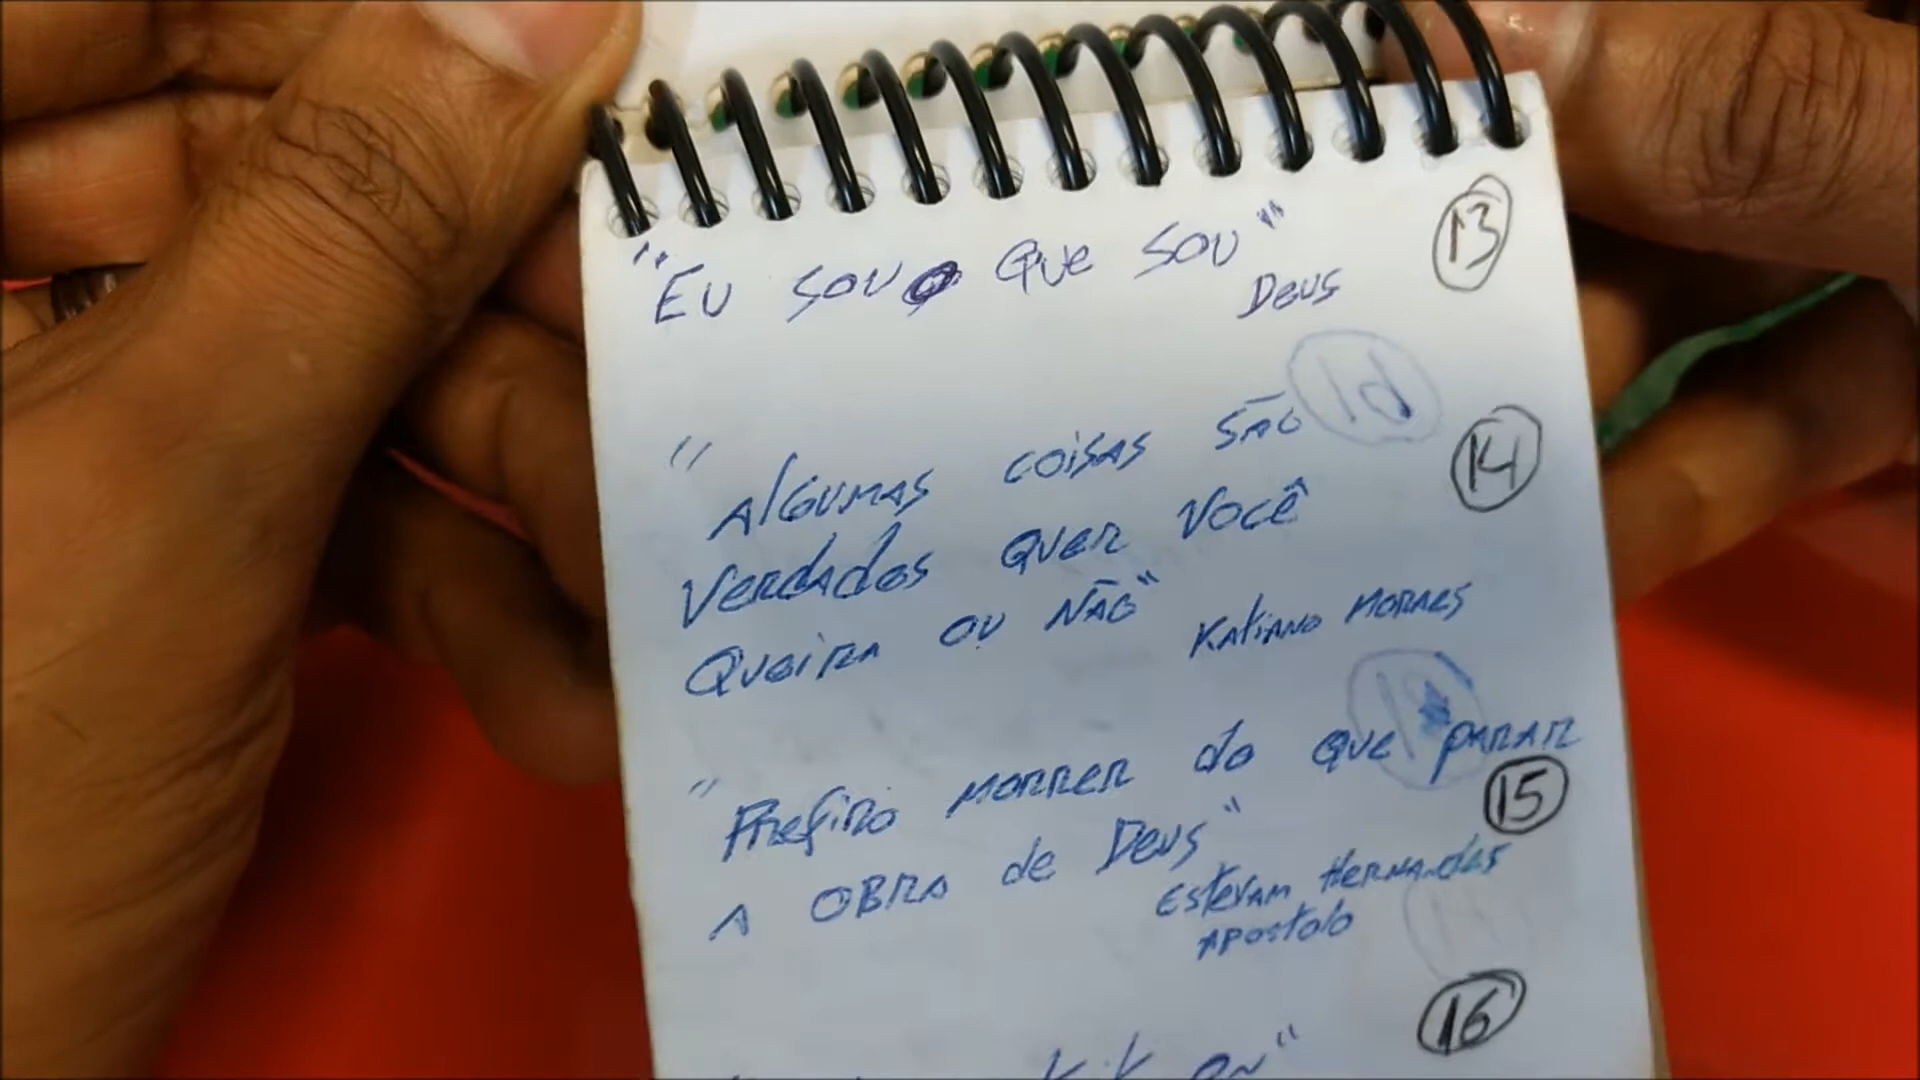 "EU SOU O QUE SOU"
13
DEUS
1d
"ALGUMAS COISAS SÃO
14
VERDADES QUER VOCÊ
QUEIRA OU NÃO"
KATIANO MORAES
"PREFIRO MORRER do QUE PARAR
15
A OBRA de DEUS"
ESTEVAM HERNANDES
APOSTOLO
16